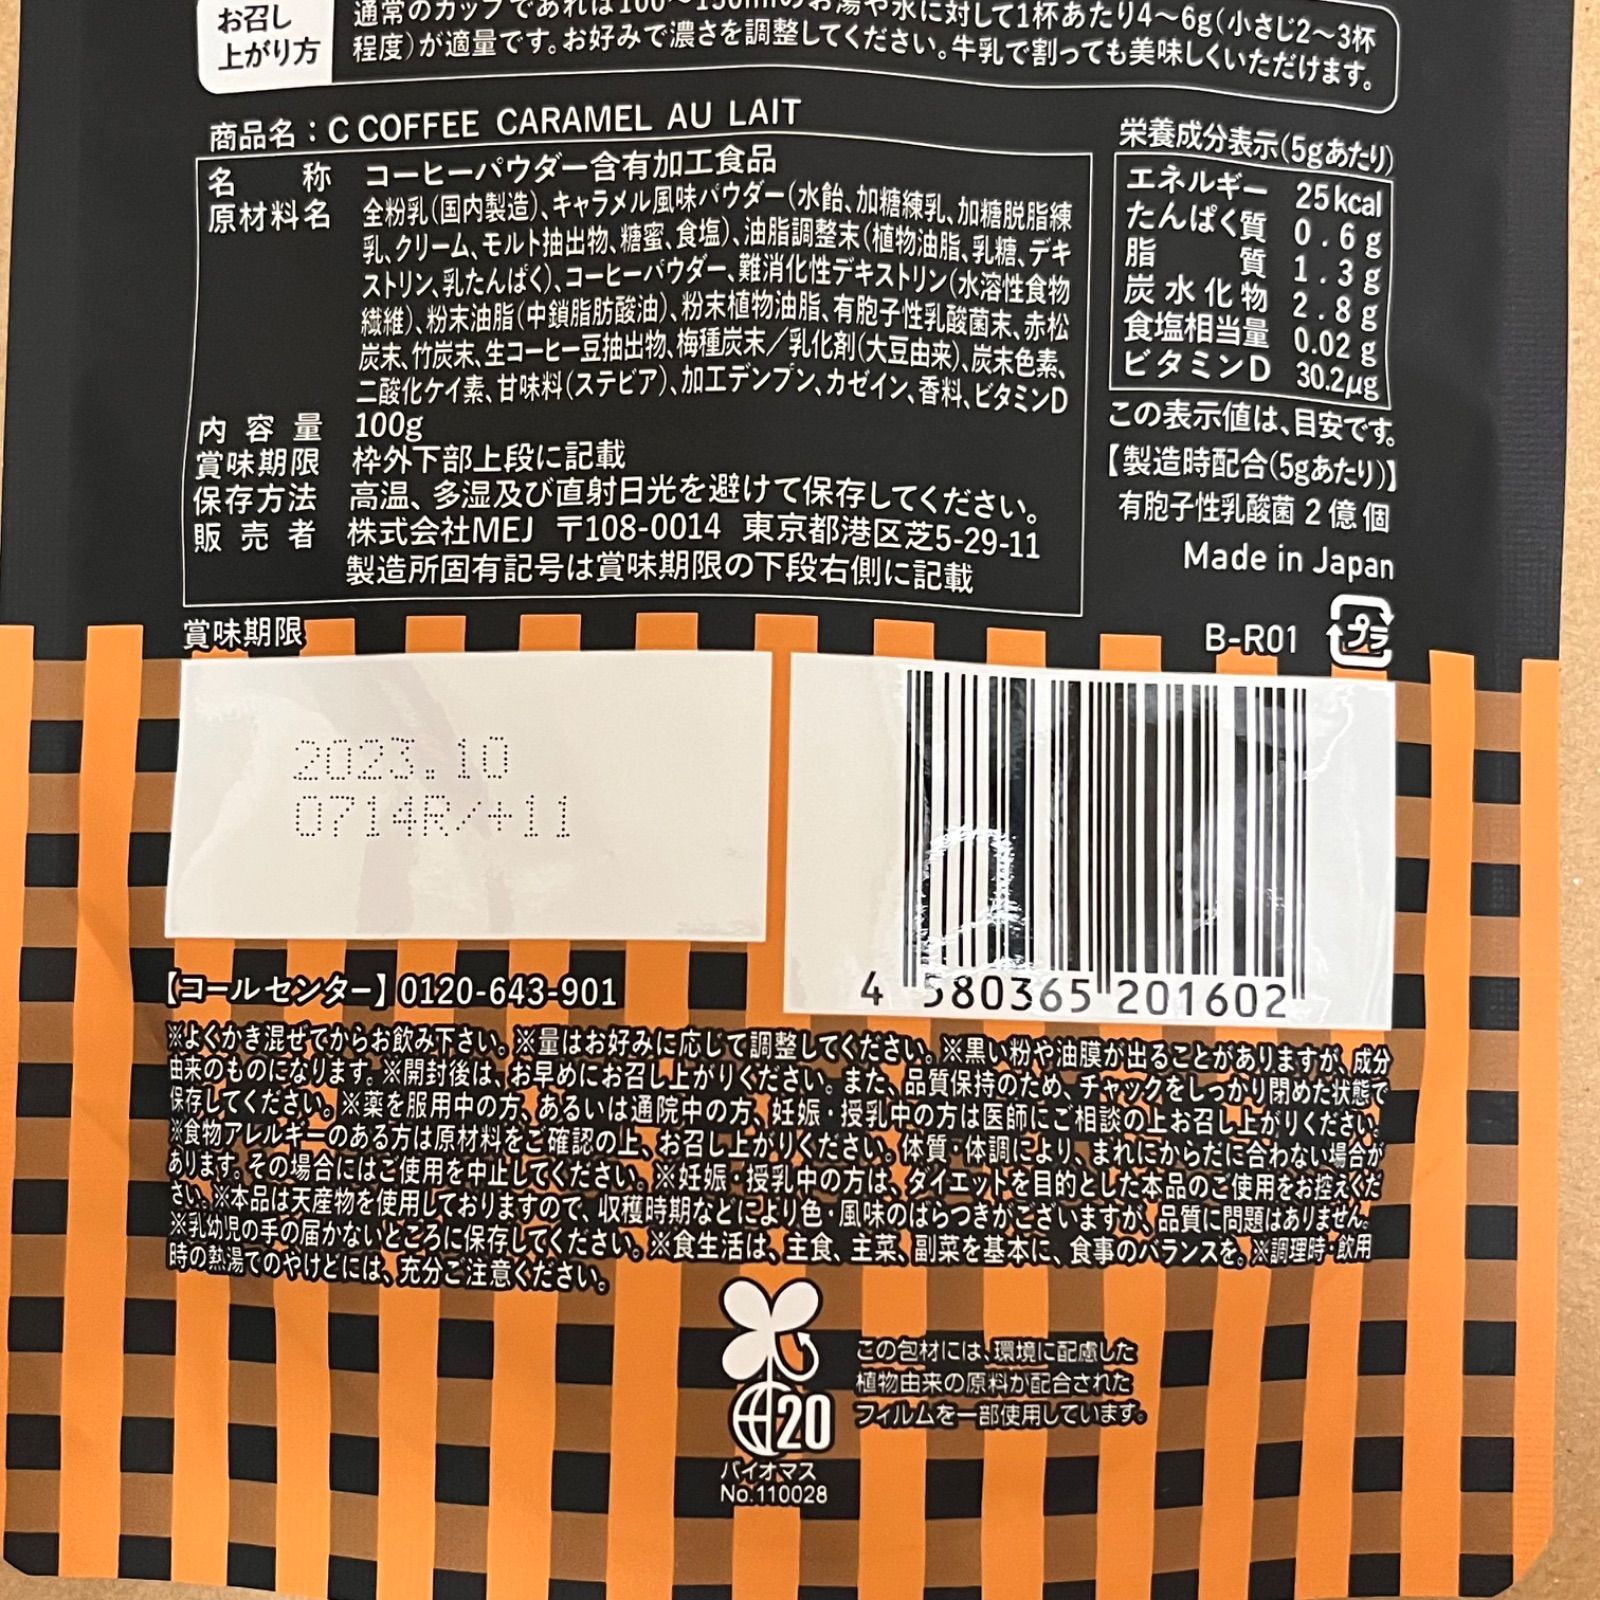 お召し
上がり方
通常のカップであれば100〜150mlのお湯や水に対して1杯あたり4〜6g(小さじ2〜3杯
程度)が適量です。お好みで濃さを調整してください。牛乳で割っても美味しくいただけます。
商品名：C COFFEE CARAMEL AU LAIT
名称 コーヒーパウダー含有加工食品
原材料名 全粉乳(国内製造)、キャラメル風味パウダー(水飴、加糖練乳、加糖脱脂練
乳、クリーム、モルト抽出物、糖蜜、食塩)、油脂調整末(植物油脂、乳糖、デキ
ストリン、乳たんぱく)、コーヒーパウダー、難消化性デキストリン(水溶性食物
繊維)、粉末油脂(中鎖脂肪酸油)、粉末植物油脂、有胞子性乳酸菌末、赤松
炭末、竹炭末、生コーヒー豆抽出物、梅種炭末／乳化剤(大豆由来)、炭末色素、
二酸化ケイ素、甘味料(ステビア)、加工デンプン、カゼイン、香料、ビタミンD
内容量 100g
賞味期限 枠外下部上段に記載
保存方法 高温、多湿及び直射日光を避けて保存してください。
販売者 株式会社MEJ 〒108-0014 東京都港区芝5-29-11
製造所固有記号は賞味期限の下段右側に記載
栄養成分表示(5gあたり)
エネルギー 25kcal
たんぱく質 0.6g
脂質 1.3g
炭水化物 2.8g
食塩相当量 0.02g
ビタミンD 30.2μg
この表示値は、目安です。
【製造時配合(5gあたり)】
有胞子性乳酸菌 2億個
Made in Japan
B-R01
プラ
賞味期限
2023.10
0714R/+11
4 580365 201602
【コールセンター】0120-643-901
※よくかき混ぜてからお飲み下さい。※量はお好みに応じて調整してください。※黒い粉や油膜が出ることがありますが、成分
由来のものになります。※開封後は、お早めにお召し上がりください。また、品質保持のため、チャックをしっかり閉めた状態で
保存してください。※薬を服用中の方、あるいは通院中の方、妊娠・授乳中の方は医師にご相談の上お召し上がりください。
※食物アレルギーのある方は原材料をご確認の上、お召し上がりください。体質・体調により、まれにからだに合わない場合が
あります。その場合にはご使用を中止してください。※妊娠・授乳中の方は、ダイエットを目的とした本品のご使用をお控えくだ
さい。※本品は天産物を使用しておりますので、収穫時期などにより色・風味のばらつきがございますが、品質に問題はありません。
※乳幼児の手の届かないところに保存してください。※食生活は、主食、主菜、副菜を基本に、食事のバランスを。※調理時・飲用
時の熱湯でのやけどには、充分ご注意ください。
20
バイオマス
No.110028
この包材には、環境に配慮した
植物由来の原料が配合された
フィルムを一部使用しています。